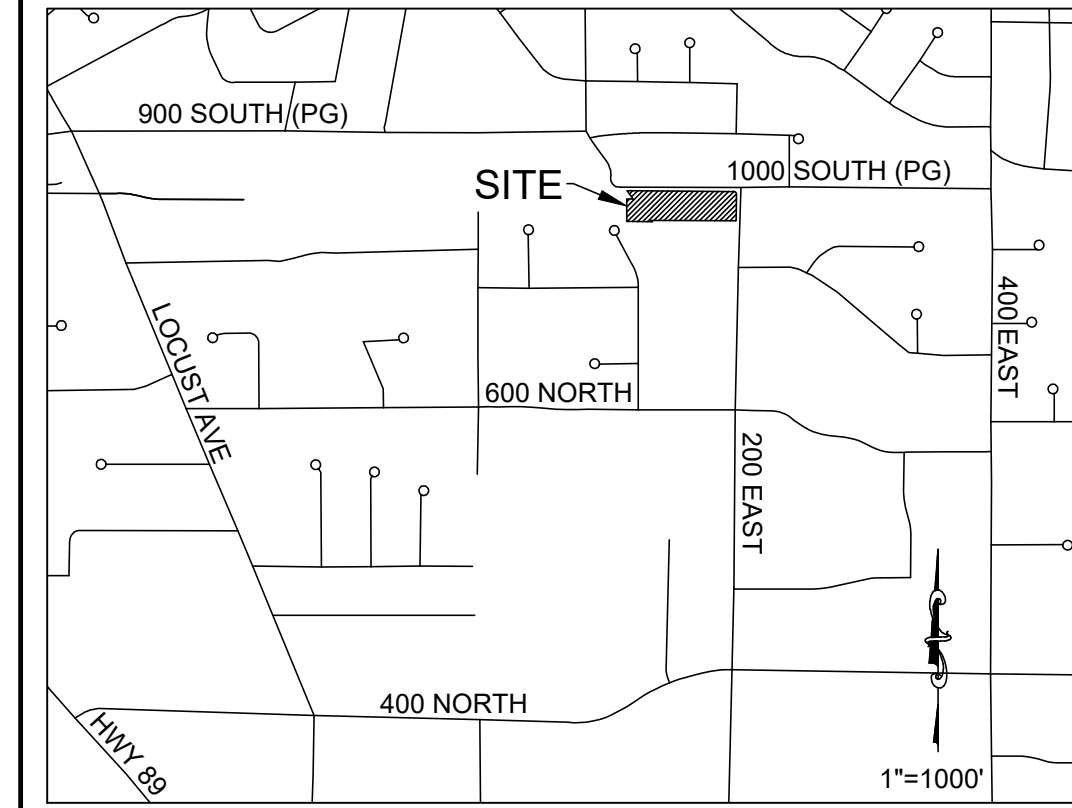 900 SOUTH (PG)
1000 SOUTH (PG)
SITE
400 EAST
LOCUST AVE
600 NORTH
200 EAST
400 NORTH
HWY 89
1"=1000'